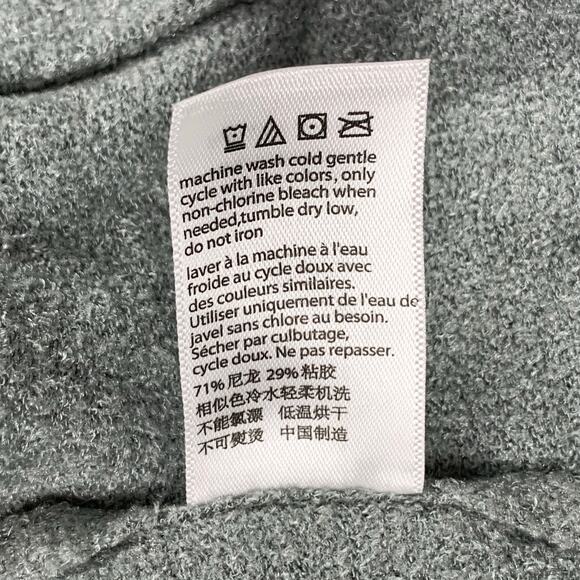 machine wash cold gentle
cycle with like colors, only
non-chlorine bleach when
needed,tumble dry low,
do not iron
laver à la machine à l'eau
froide au cycle doux avec
des couleurs similaires.
Utiliser uniquement de l'eau de
javel sans chlore au besoin.
Sécher par culbutage,
cycle doux. Ne pas repasser.
71%尼龙 29%粘胶
相似色冷水轻柔机洗
不能氯漂 低温烘干
不可熨烫 中国制造